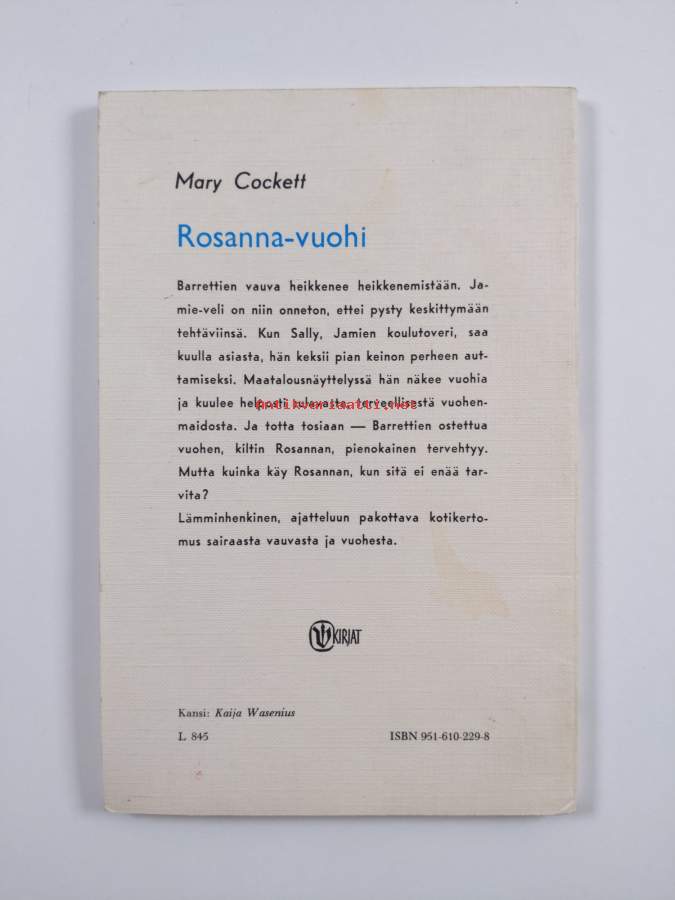 Mary Cockett
Rosanna-vuohi
Barrettien vauva heikkenee heikkenemistään. Ja-
mie-veli on niin onneton, ettei pysty keskittymään
tehtäviinsä. Kun Sally, Jamien koulutoveri, saa
kuulla asiasta, hän keksii pian keinon perheen aut-
tamiseksi. Maatalousnäyttelyssä hän näkee vuohia
ja kuulee helposti sulavasta, terveellisestä vuohen-
antikvariaatti.net
maidosta. Ja totta tosiaan — Barrettien ostettua
vuohen, kiltin Rosannan, pienokainen tervehtyy.
Mutta kuinka käy Rosannan, kun sitä ei enää tar-
vita?
Lämminhenkinen, ajatteluun pakottava kotikerto-
mus sairaasta vauvasta ja vuohesta.
KIRJAT
Kansi: Kaija Wasenius
L 845
ISBN 951-610-229-8